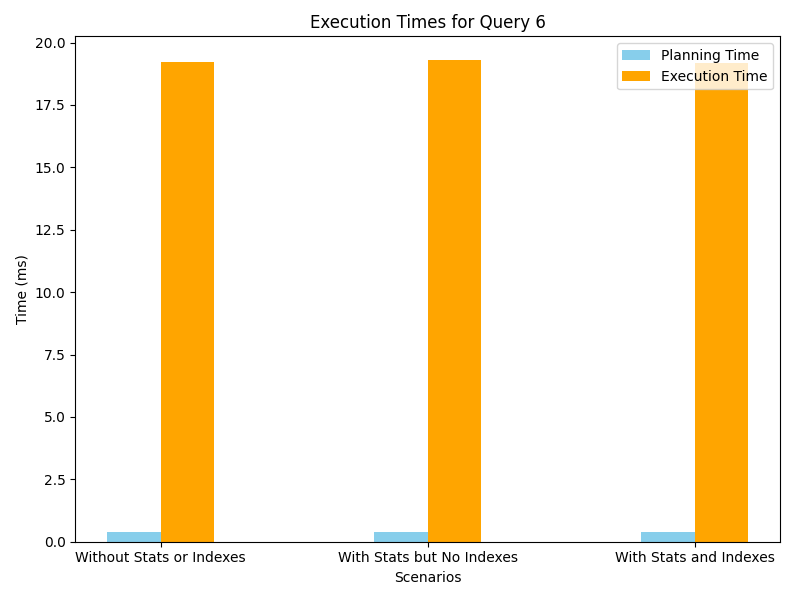 Execution Times for Query 6
Planning Time
Execution Time
20.0
17.5
15.0
12.5
10.0
7.5
5.0
2.5
0.0
Time (ms)
Without Stats or Indexes
With Stats but No Indexes
With Stats and Indexes
Scenarios